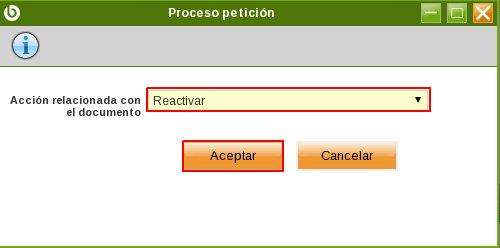 Proceso petición
Acción relacionada con
el documento
Reactivar
Aceptar
Cancelar